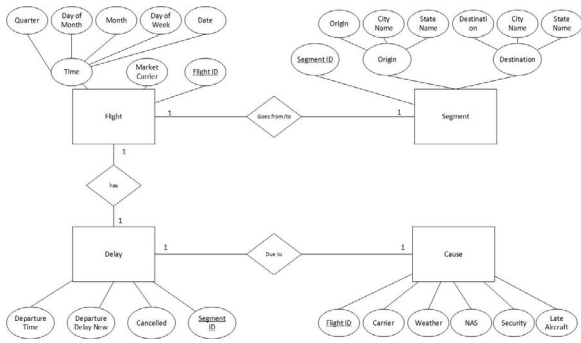 Quarter
Day of
Month
Month
Day of
Week
Date
Time
Market
Carrier
Flight ID
Origin
City
Name
State
Name
Destinati
on
City
Name
State
Name
Segment ID
Origin
Destination
Flight
1
Goes from/to
1
Segment
1
has
1
Delay
1
Due to
1
Cause
Departure
Time
Departure
Delay New
Cancelled
Segment
ID
Flight ID
Carrier
Weather
NAS
Security
Late
Aircraft